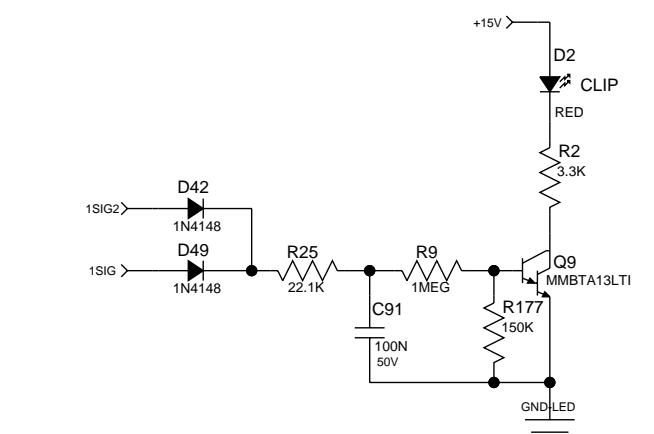 +15V
D2
CLIP
RED
R2
3.3K
D42
1SIG2
1N4148
D49
R25
R9
Q9
1SIG
1N4148
22.1K
1MEG
MMBTA13LTI
C91
R177
150K
100N
50V
GND-LED